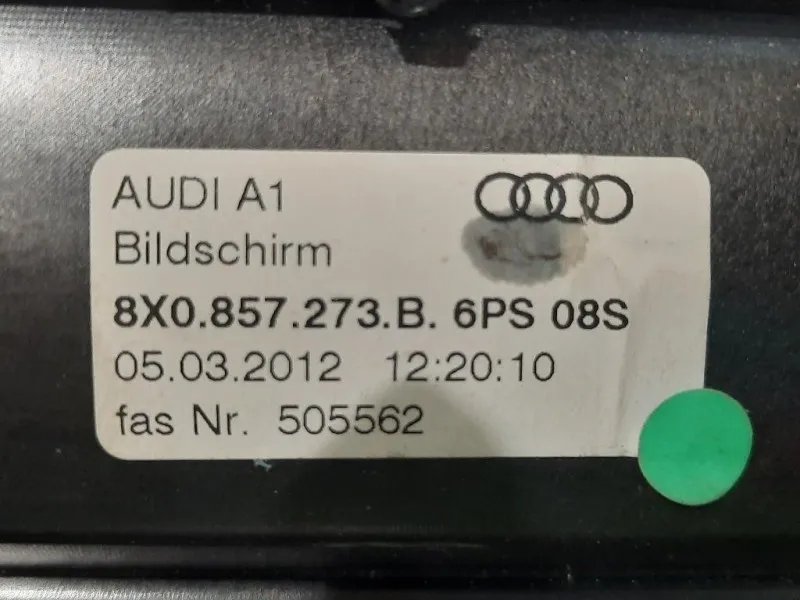 AUDI A1
Bildschirm
8X0.857.273.B. 6PS 08S
05.03.2012 12:20:10
fas Nr. 505562